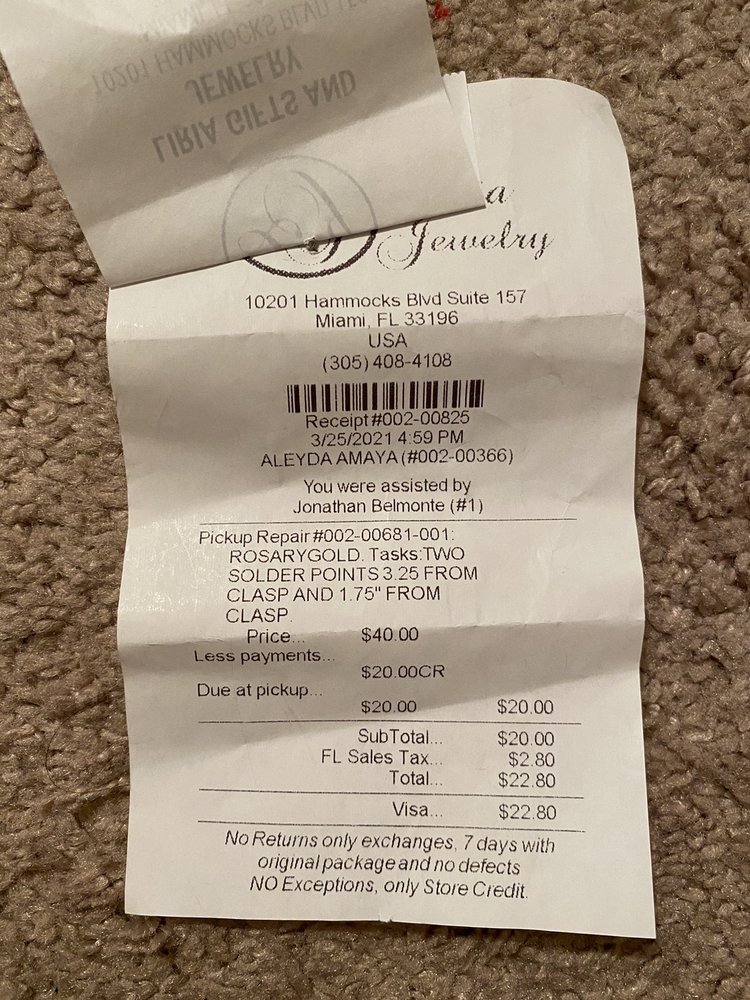 10201 HAMMOCKS BLVD
JEWELRY
LIRIA GIFTS AND
a
Jewelry
10201 Hammocks Blvd Suite 157
Miami, FL 33196
USA
(305) 408-4108
Receipt #002-00825
3/25/2021 4:59 PM
ALEYDA AMAYA (#002-00366)
You were assisted by
Jonathan Belmonte (#1)
Pickup Repair #002-00681-001:
ROSARYGOLD. Tasks:TWO
SOLDER POINTS 3.25 FROM
CLASP AND 1.75" FROM
CLASP.
Price... $40.00
Less payments...
$20.00CR
Due at pickup...
$20.00 $20.00
SubTotal... $20.00
FL Sales Tax... $2.80
Total... $22.80
Visa... $22.80
No Returns only exchanges, 7 days with
original package and no defects
NO Exceptions, only Store Credit.